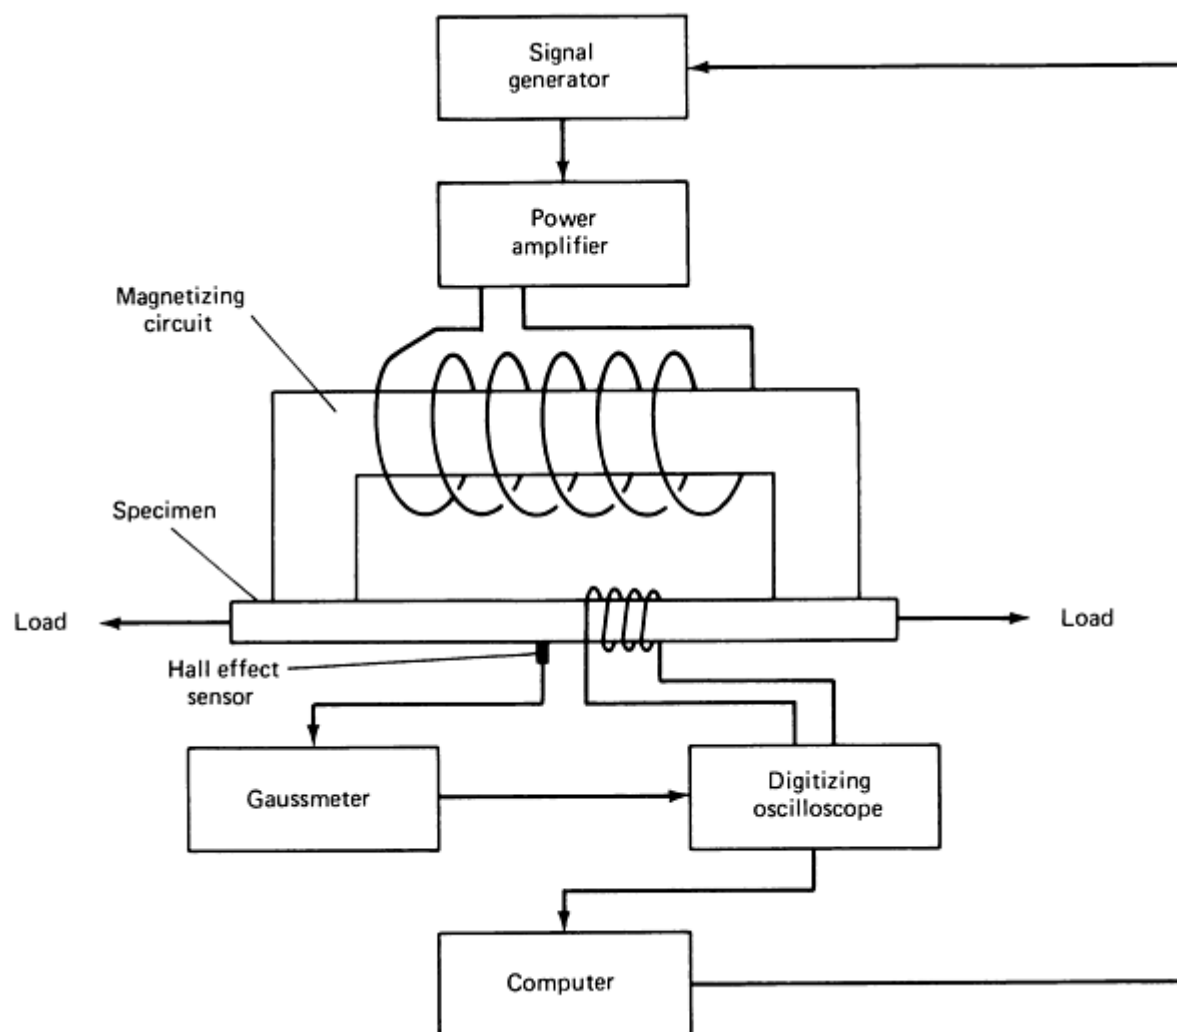 Signal
generator
Power
amplifier
Magnetizing
circuit
Specimen
Load
Load
Hall effect
sensor
Gaussmeter
Digitizing
oscilloscope
Computer